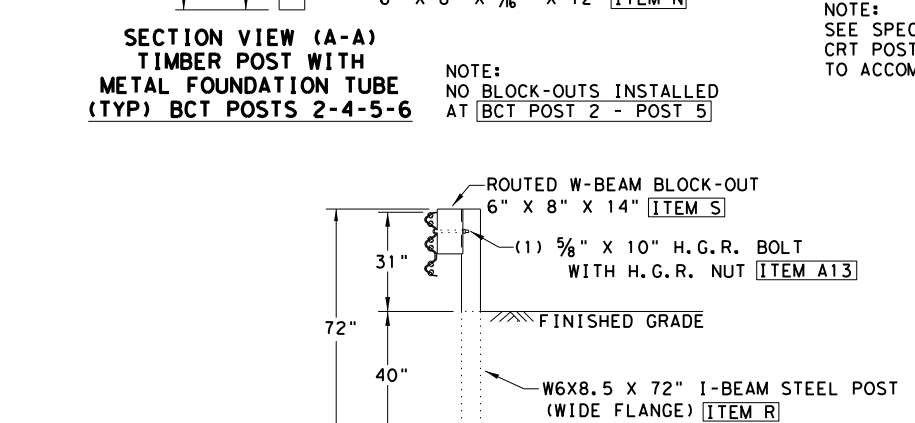 SECTION VIEW (A-A)
TIMBER POST WITH
METAL FOUNDATION TUBE
(TYP) BCT POSTS 2-4-5-6
NOTE:
NO BLOCK-OUTS INSTALLED
AT BCT POST 2 - POST 5
NOTE:
SEE
CRT POST
TO
ROUTED W-BEAM BLOCK-OUT
6" X 8" X 14" ITEM S
(1) 5/8" X 10" H.G.R. BOLT
WITH H.G.R. NUT ITEM A13
31"
72"
FINISHED GRADE
40"
W6X8.5 X 72" I-BEAM STEEL POST
(WIDE FLANGE) ITEM R